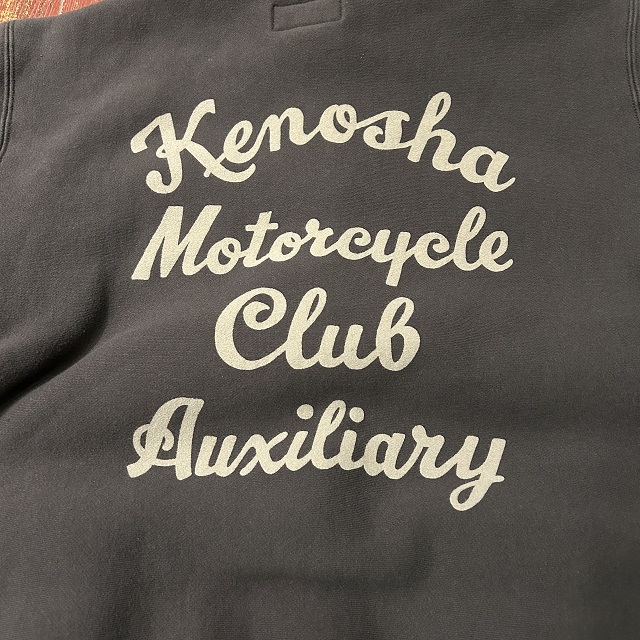 Kenosha
Motorcycle
Club
Auxiliary